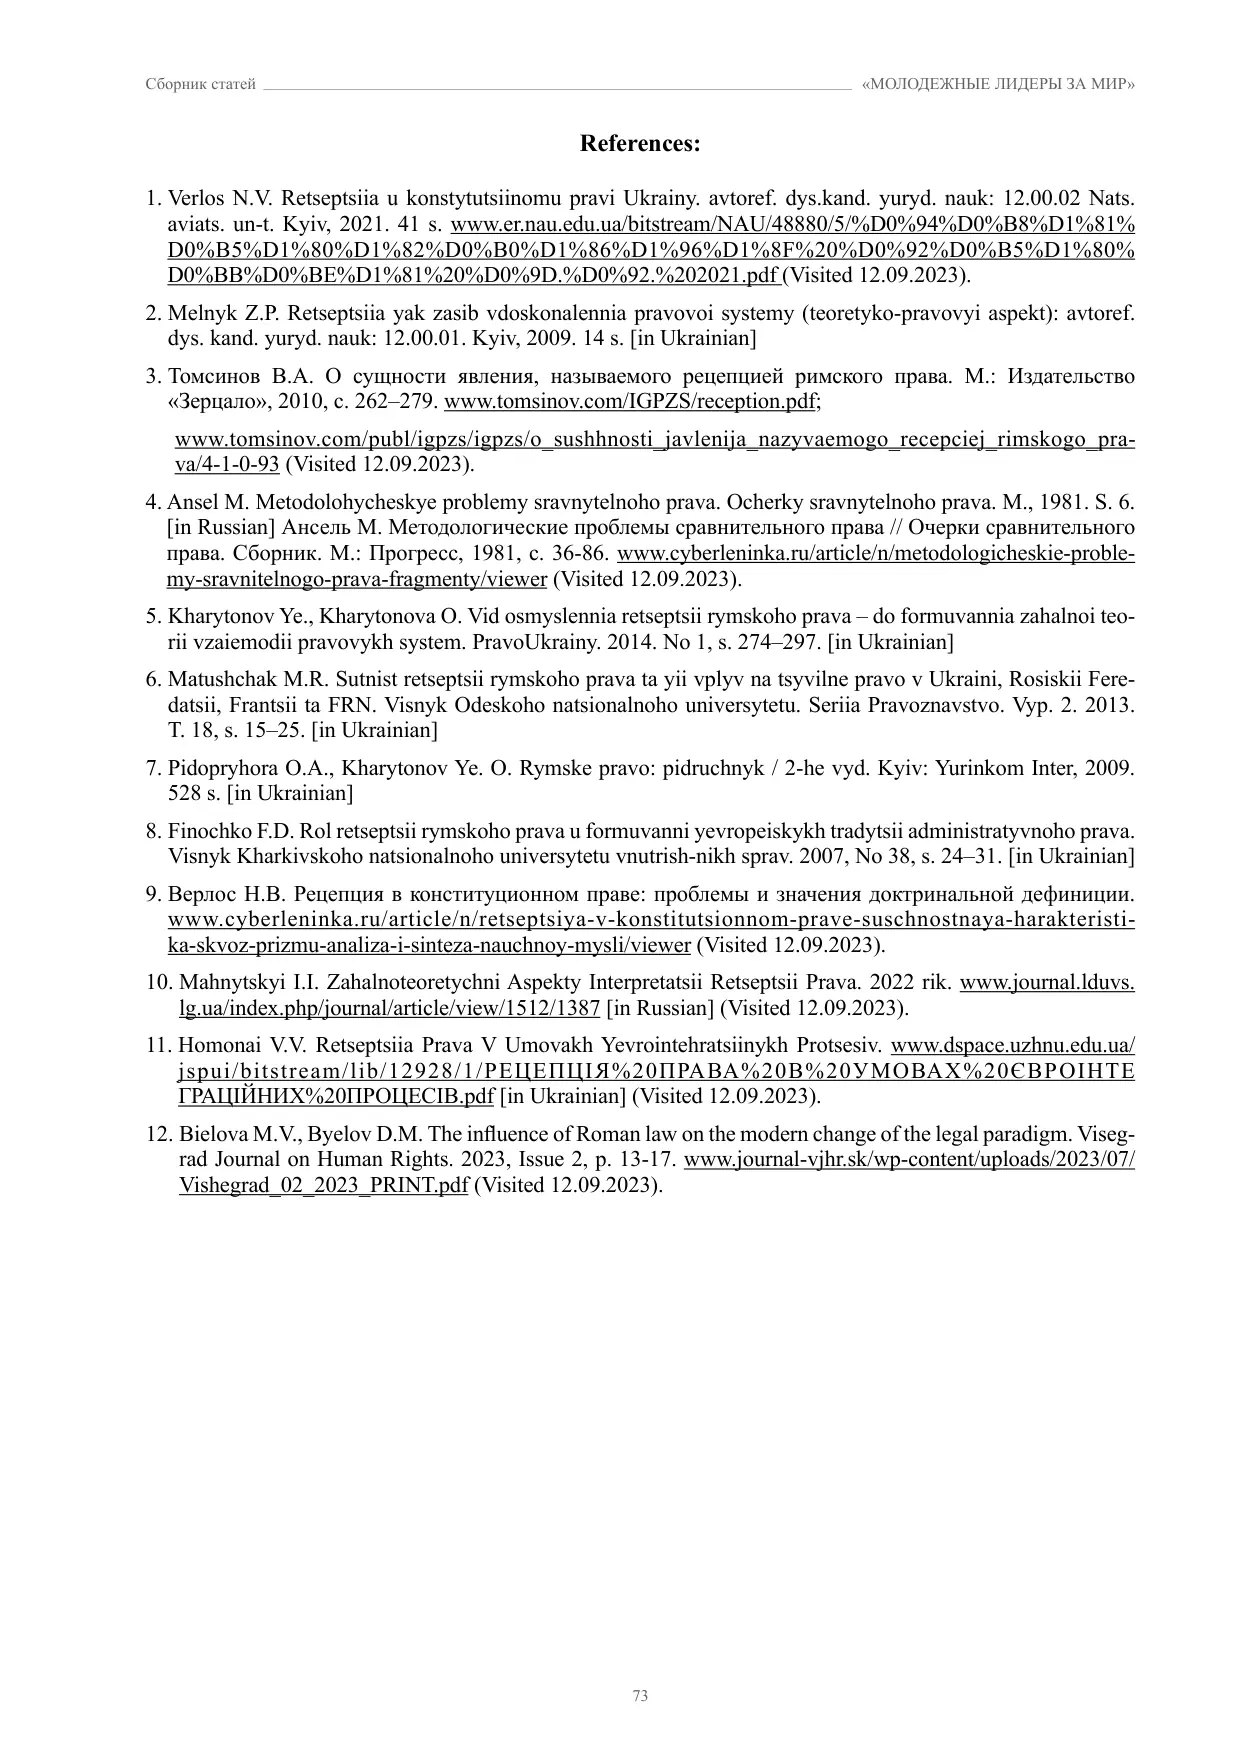 Сборник статей «МОЛОДЕЖНЫЕ ЛИДЕРЫ ЗА МИР»
References:
1. Verlos N.V. Retseptsiia u konstytutsiinomu pravi Ukrainy. avtoref. dys.kand. yuryd. nauk: 12.00.02 Nats.
aviats. un-t. Kyiv, 2021. 41 s. www.er.nau.edu.ua/bitstream/NAU/48880/5/%D0%94%D0%B8%D1%81%
D0%B5%D1%80%D1%82%D0%B0%D1%86%D1%96%D1%8F%20%D0%92%D0%B5%D1%80%
D0%BB%D0%BE%D1%81%20%D0%9D.%D0%92.%202021.pdf (Visited 12.09.2023).
2. Melnyk Z.P. Retseptsiia yak zasib vdoskonalennia pravovoi systemy (teoretyko-pravovyi aspekt): avtoref.
dys. kand. yuryd. nauk: 12.00.01. Kyiv, 2009. 14 s. [in Ukrainian]
3. Томсинов В.А. О сущности явления, называемого рецепцией римского права. М.: Издательство
«Зерцало», 2010, с. 262–279. www.tomsinov.com/IGPZS/reception.pdf;
www.tomsinov.com/publ/igpzs/igpzs/o_sushhnosti_javlenija_nazyvaemogo_recepciej_rimskogo_pra-
va/4-1-0-93 (Visited 12.09.2023).
4. Ansel M. Metodolohycheskye problemy sravnytelnoho prava. Ocherky sravnytelnoho prava. M., 1981. S. 6.
[in Russian] Ансель М. Методологические проблемы сравнительного права // Очерки сравнительного
права. Сборник. М.: Прогресс, 1981, с. 36-86. www.cyberleninka.ru/article/n/metodologicheskie-proble-
my-sravnitelnogo-prava-fragmenty/viewer (Visited 12.09.2023).
5. Kharytonov Ye., Kharytonova O. Vid osmyslennia retseptsii rymskoho prava – do formuvannia zahalnoi teo-
rii vzaiemodii pravovykh system. PravoUkrainy. 2014. No 1, s. 274–297. [in Ukrainian]
6. Matushchak M.R. Sutnist retseptsii rymskoho prava ta yii vplyv na tsyvilne pravo v Ukraini, Rosiskii Fere-
datsii, Frantsii ta FRN. Visnyk Odeskoho natsionalnoho universytetu. Seriia Pravoznavstvo. Vyp. 2. 2013.
T. 18, s. 15–25. [in Ukrainian]
7. Pidopryhora O.A., Kharytonov Ye. O. Rymske pravo: pidruchnyk / 2-he vyd. Kyiv: Yurinkom Inter, 2009.
528 s. [in Ukrainian]
8. Finochko F.D. Rol retseptsii rymskoho prava u formuvanni yevropeiskykh tradytsii administratyvnoho prava.
Visnyk Kharkivskoho natsionalnoho universytetu vnutrish-nikh sprav. 2007, No 38, s. 24–31. [in Ukrainian]
9. Верлос Н.В. Рецепция в конституционном праве: проблемы и значения доктринальной дефиниции.
www.cyberleninka.ru/article/n/retseptsiya-v-konstitutsionnom-prave-suschnostnaya-harakteristi-
ka-skvoz-prizmu-analiza-i-sinteza-nauchnoy-mysli/viewer (Visited 12.09.2023).
10. Mahnytskyi I.I. Zahalnoteoretychni Aspekty Interpretatsii Retseptsii Prava. 2022 rik. www.journal.lduvs.
lg.ua/index.php/journal/article/view/1512/1387 [in Russian] (Visited 12.09.2023).
11. Homonai V.V. Retseptsiia Prava V Umovakh Yevrointehratsiinykh Protsesiv. www.dspace.uzhnu.edu.ua/
jspui/bitstream/lib/12928/1/РЕЦЕПЦІЯ%20ПРАВА%20В%20УМОВАХ%20ЄВРОІНТЕ
ГРАЦІЙНИХ%20ПРОЦЕСІВ.pdf [in Ukrainian] (Visited 12.09.2023).
12. Bielova M.V., Byelov D.M. The influence of Roman law on the modern change of the legal paradigm. Viseg-
rad Journal on Human Rights. 2023, Issue 2, p. 13-17. www.journal-vjhr.sk/wp-content/uploads/2023/07/
Vishegrad_02_2023_PRINT.pdf (Visited 12.09.2023).
73